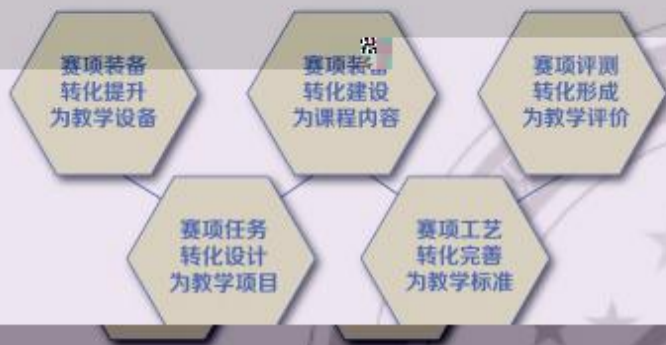 赛项装备
转化提升
为教学设备
赛项装
转化建设
为课程内容
赛项评测
转化形成
为教学评价
赛项任务
转化设计
为教学项目
赛项工艺
转化完善
为教学标准